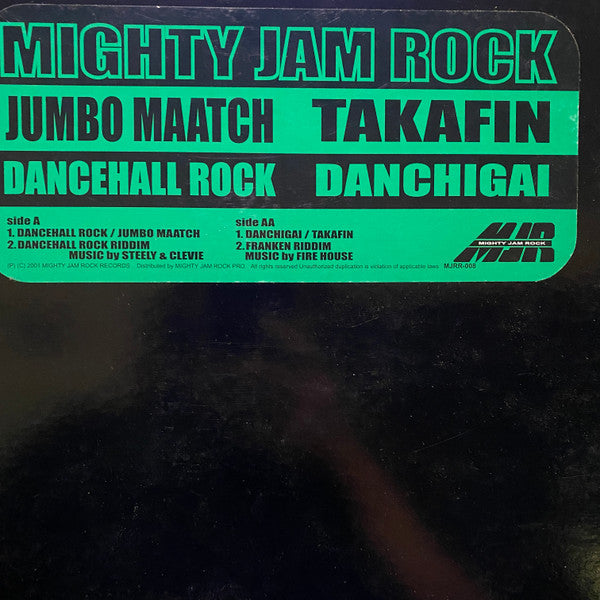 MIGHTY JAM ROCK
JUMBO MAATCH TAKAFIN
DANCEHALL ROCK DANCHIGAI
side A
1. DANCEHALL ROCK / JUMBO MAATCH
2. DANCEHALL ROCK RIDDIM
MUSIC by STEELY & CLEVIE
side AA
1. DANCHIGAI / TAKAFIN
2. FRANKEN RIDDIM
MUSIC by FIRE HOUSE
MJR
MIGHTY JAM ROCK
(P) (C) 2001 MIGHTY JAM ROCK RECORDS Distributed by MIGHTY JAM ROCK PRO. All rights reserved Unauthorized duplication is violation of applicable laws MJRR-008